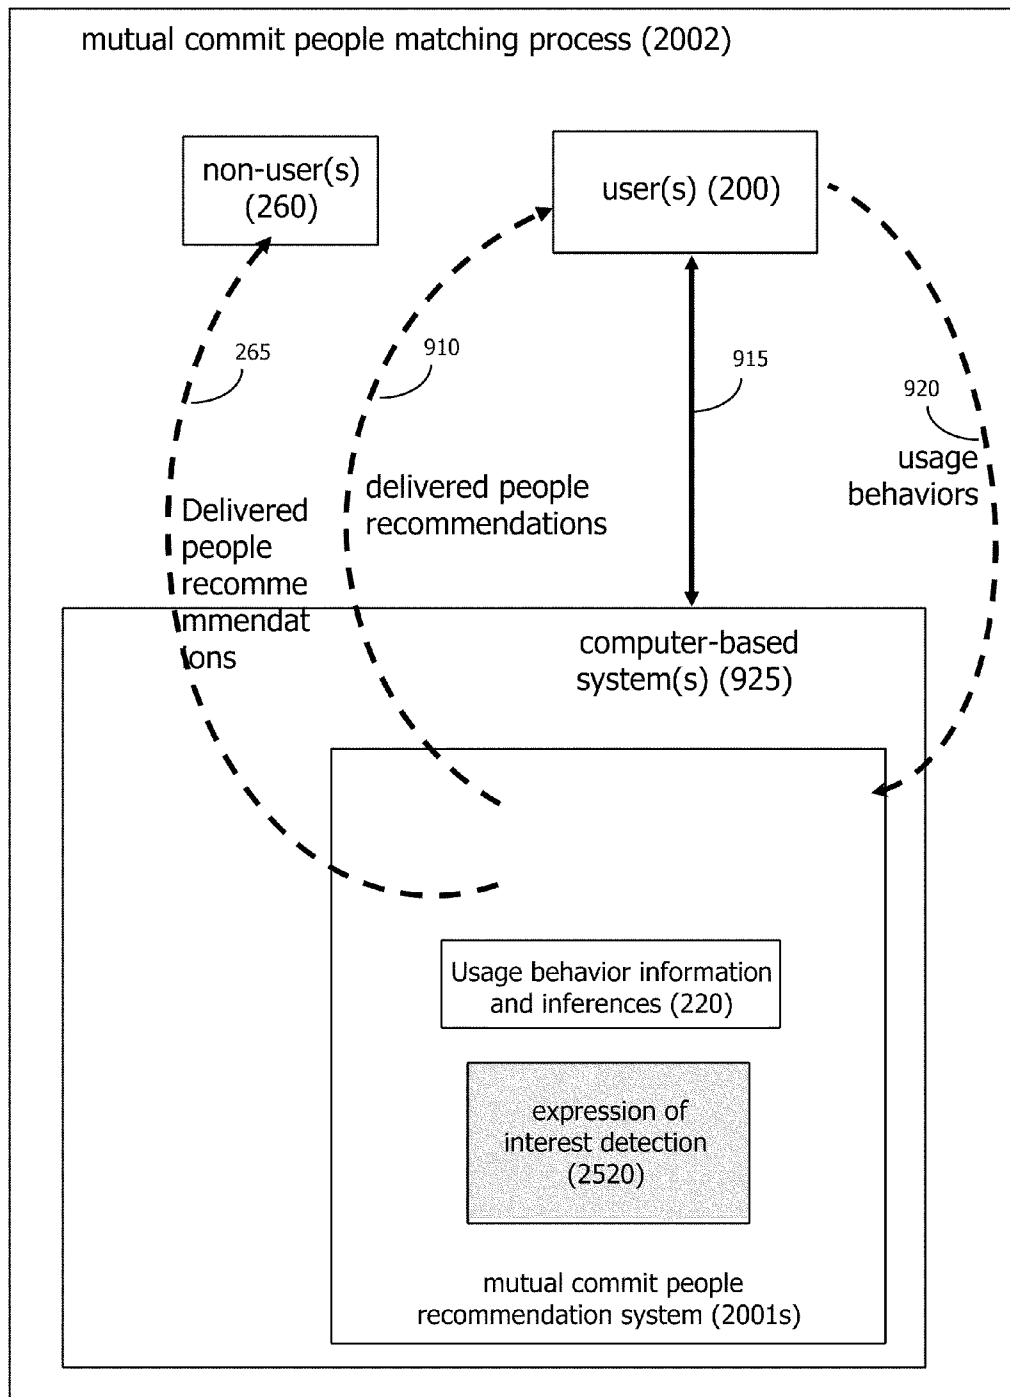 mutual commit people matching process (2002)
non-user(s)
(260)
user(s) (200)
265
910
915
920
usage
behaviors
delivered people
recommendations
Delivered
people
recomme
mmendat
ions
computer-based
system(s) (925)
Usage behavior information
and inferences (220)
expression of
interest detection
(2520)
mutual commit people
recommendation system (2001s)